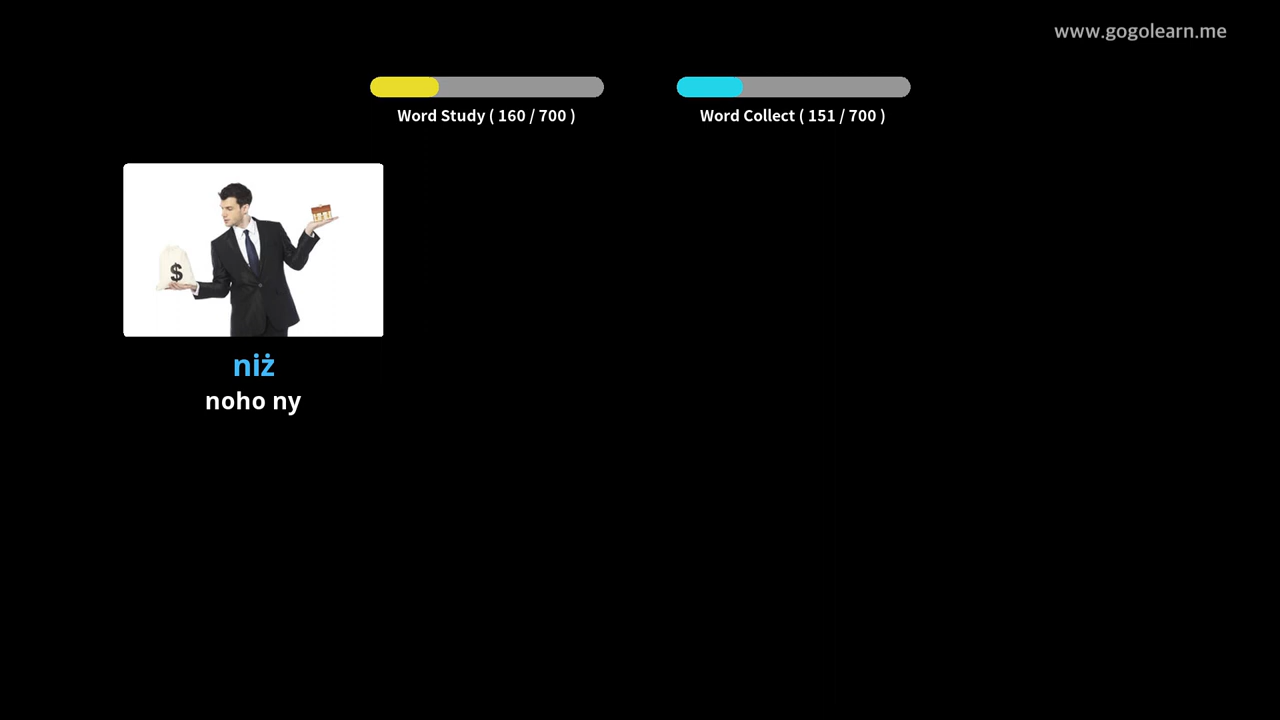 www.gogolearn.me
Word Study ( 160 / 700 )
Word Collect ( 151 / 700 )
$
niż
noho ny